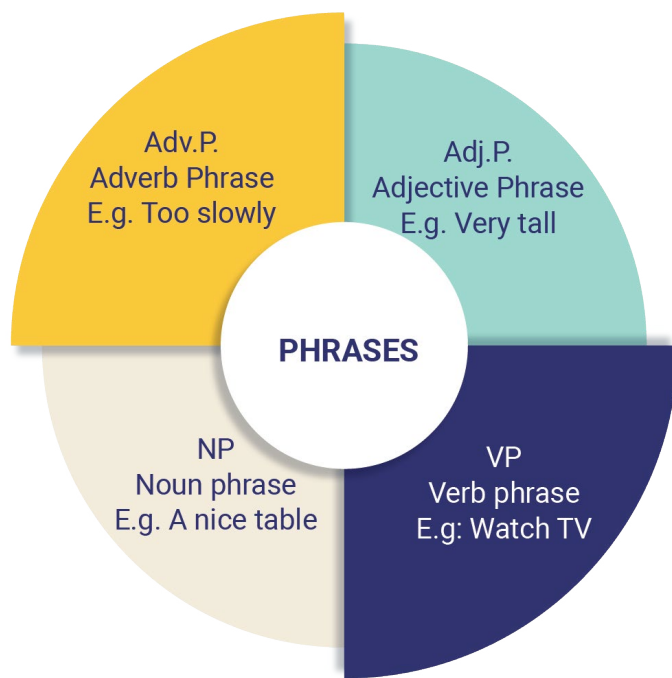 Adv.P.
Adverb Phrase
E.g. Too slowly
Adj.P.
Adjective Phrase
E.g. Very tall
PHRASES
NP
Noun phrase
E.g. A nice table
VP
Verb phrase
E.g: Watch TV